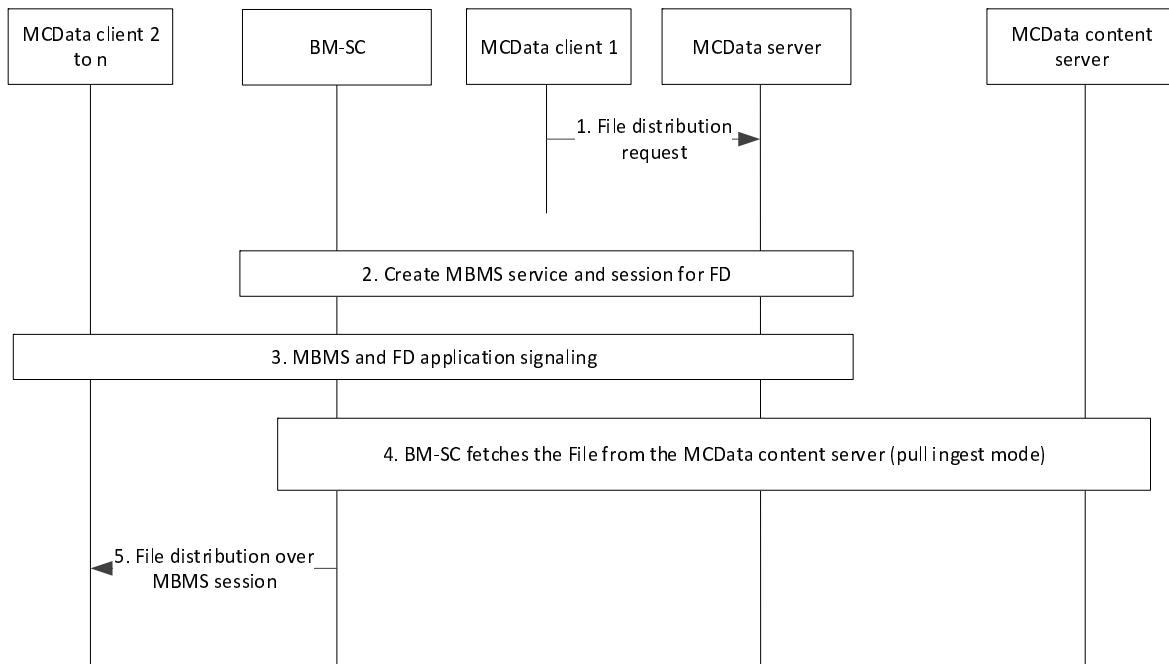 MCData client 2
to n
BM-SC
MCData client 1
MCData server
MCData content
server
1. File distribution
request
2. Create MBMS service and session for FD
3. MBMS and FD application signaling
4. BM-SC fetches the File from the MCData content server (pull ingest mode)
5. File distribution over
MBMS session